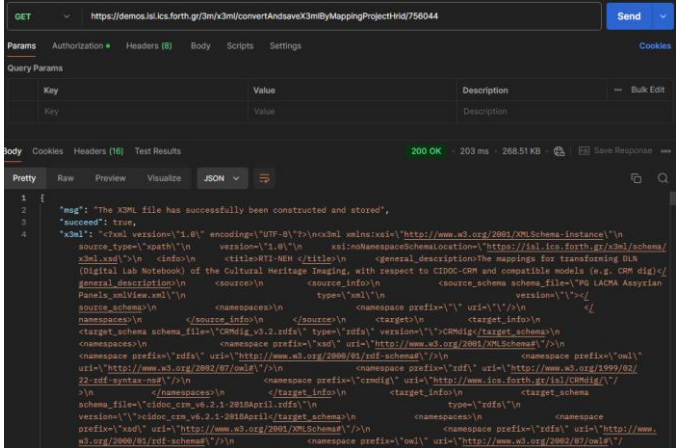 GET https://demos.isl.ics.forth.gr/3m/x3ml/convertAndsaveX3mlByMappingProjectHrid/756044 Send
Params Authorization Headers (8) Body Scripts Settings Cookies
Query Params
Key Value Description Bulk Edit
Key Value Description
Body Cookies Headers (16) Test Results 200 OK 203 ms 268.51 KB Save Response
Pretty Raw Preview Visualize JSON
1 {
2 "msg": "The X3ML file has successfully been constructed and stored",
3 "succeed": true,
4 "x3ml": "<?xml version=\"1.0\" encoding=\"UTF-8\"?>\n<x3ml xmlns:xsi=\"http://www.w3.org/2001/XMLSchema-instance\"\n
source_type=\"xpath\"\n version=\"1.0\"\n xsi:noNamespaceSchemaLocation=\"https://isl.ics.forth.gr/x3ml/schema/
x3ml.xsd\">\n <info>\n <title>RTI-NEH </title>\n <general_description>The mappings for transforming DLN
(Digital Lab Notebook) of the Cultural Heritage Imaging, with respect to CIDOC-CRM and compatible models (e.g. CRM dig)</
general_description>\n <source>\n <source_info>\n <source_schema schema_file=\"PG LACMA Assyrian
Panels_xmlView.xml\"\n type=\"xml\"\n version=\"\"></
source_schema>\n <namespaces>\n <namespace prefix=\"\" uri=\"\"/>\n </
namespaces>\n </source_info>\n </source>\n <target>\n <target_info>\n
<target_schema schema_file=\"CRMdig_v3.2.rdfs\" type=\"rdfs\" version=\"\">CRMdig</target_schema>\n
<namespaces>\n <namespace prefix=\"xsd\" uri=\"http://www.w3.org/2001/XMLSchema#\"/>\n
<namespace prefix=\"rdfs\" uri=\"http://www.w3.org/2000/01/rdf-schema#\"/>\n <namespace prefix=\"owl\"
uri=\"http://www.w3.org/2002/07/owl#\"/>\n <namespace prefix=\"rdf\" uri=\"http://www.w3.org/1999/02/
22-rdf-syntax-ns#\"/>\n <namespace prefix=\"crmdig\" uri=\"http://www.ics.forth.gr/isl/CRMdig/\"/
>\n </namespaces>\n </target_info>\n <target_info>\n <target_schema
schema_file=\"cidoc_crm_v6.2.1-2018April.rdfs\"\n type=\"rdfs\"\n
version=\"\">cidoc_crm_v6.2.1-2018April</target_schema>\n <namespaces>\n <namespace
prefix=\"xsd\" uri=\"http://www.w3.org/2001/XMLSchema#\"/>\n <namespace prefix=\"rdfs\" uri=\"http://www.
w3.org/2000/01/rdf-schema#\"/>\n <namespace prefix=\"owl\" uri=\"http://www.w3.org/2002/07/owl#\"/>\n